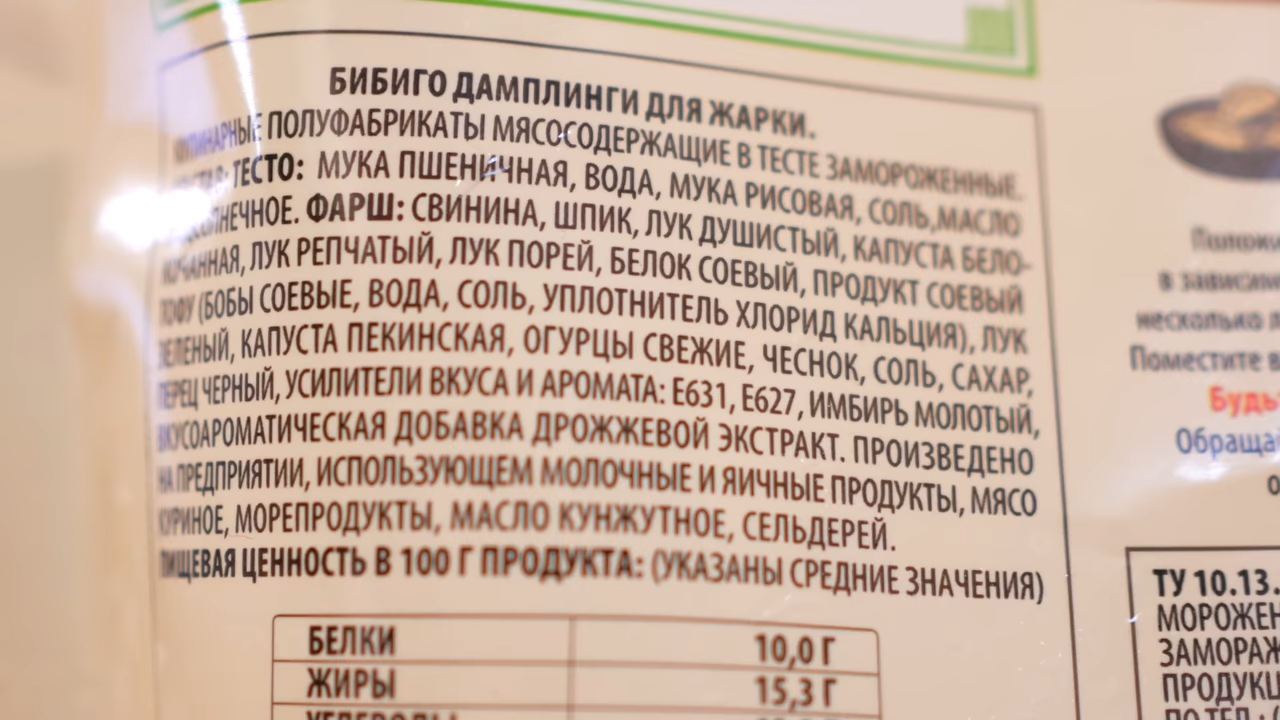 БИБИГО ДАМПЛИНГИ ДЛЯ ЖАРКИ.
КУЛИНАРНЫЕ ПОЛУФАБРИКАТЫ МЯСОСОДЕРЖАЩИЕ В ТЕСТЕ ЗАМОРОЖЕННЫЕ.
ТЕСТО: МУКА ПШЕНИЧНАЯ, ВОДА, МУКА РИСОВАЯ, СОЛЬ,МАСЛО
ПОДСОЛНЕЧНОЕ. ФАРШ: СВИНИНА, ШПИК, ЛУК ДУШИСТЫЙ, КАПУСТА БЕЛО-
КОЧАННАЯ, ЛУК РЕПЧАТЫЙ, ЛУК ПОРЕЙ, БЕЛОК СОЕВЫЙ, ПРОДУКТ СОЕВЫЙ
ТОФУ (БОБЫ СОЕВЫЕ, ВОДА, СОЛЬ, УПЛОТНИТЕЛЬ ХЛОРИД КАЛЬЦИЯ), ЛУК
ЗЕЛЕНЫЙ, КАПУСТА ПЕКИНСКАЯ, ОГУРЦЫ СВЕЖИЕ, ЧЕСНОК, СОЛЬ, САХАР,
ПЕРЕЦ ЧЕРНЫЙ, УСИЛИТЕЛИ ВКУСА И АРОМАТА: Е631, Е627, ИМБИРЬ МОЛОТЫЙ,
ВКУСОАРОМАТИЧЕСКАЯ ДОБАВКА ДРОЖЖЕВОЙ ЭКСТРАКТ. ПРОИЗВЕДЕНО
НА ПРЕДПРИЯТИИ, ИСПОЛЬЗУЮЩЕМ МОЛОЧНЫЕ И ЯИЧНЫЕ ПРОДУКТЫ, МЯСО
КУРИНОЕ, МОРЕПРОДУКТЫ, МАСЛО КУНЖУТНОЕ, СЕЛЬДЕРЕЙ.
ПИЩЕВАЯ ЦЕННОСТЬ В 100 Г ПРОДУКТА: (УКАЗАНЫ СРЕДНИЕ ЗНАЧЕНИЯ)
БЕЛКИ 10,0 Г
ЖИРЫ 15,3 Г
в зависим
несколько л
Поместите в
Будь
Обраща
о
ТУ 10.13.
МОРОЖЕН
ЗАМОРАЖ
ПРОДУКЦ